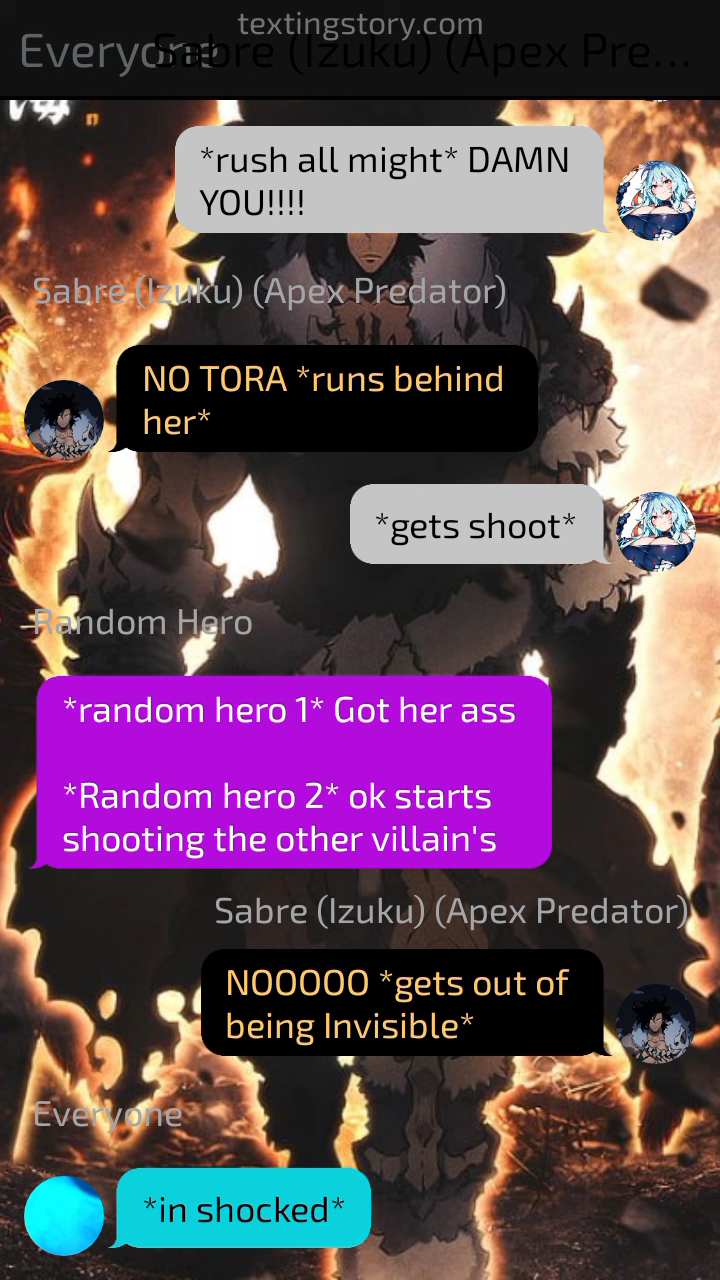 textingstory.com
Everyone
Sabre (Izuku) (Apex Pre...
*rush all might* DAMN
YOU!!!!
Sabre (Izuku) (Apex Predator)
NO TORA *runs behind
her*
*gets shoot*
Random Hero
*random hero 1* Got her ass
*Random hero 2* ok starts
shooting the other villain's
Sabre (Izuku) (Apex Predator)
NOOOOO *gets out of
being Invisible*
Everyone
*in shocked*